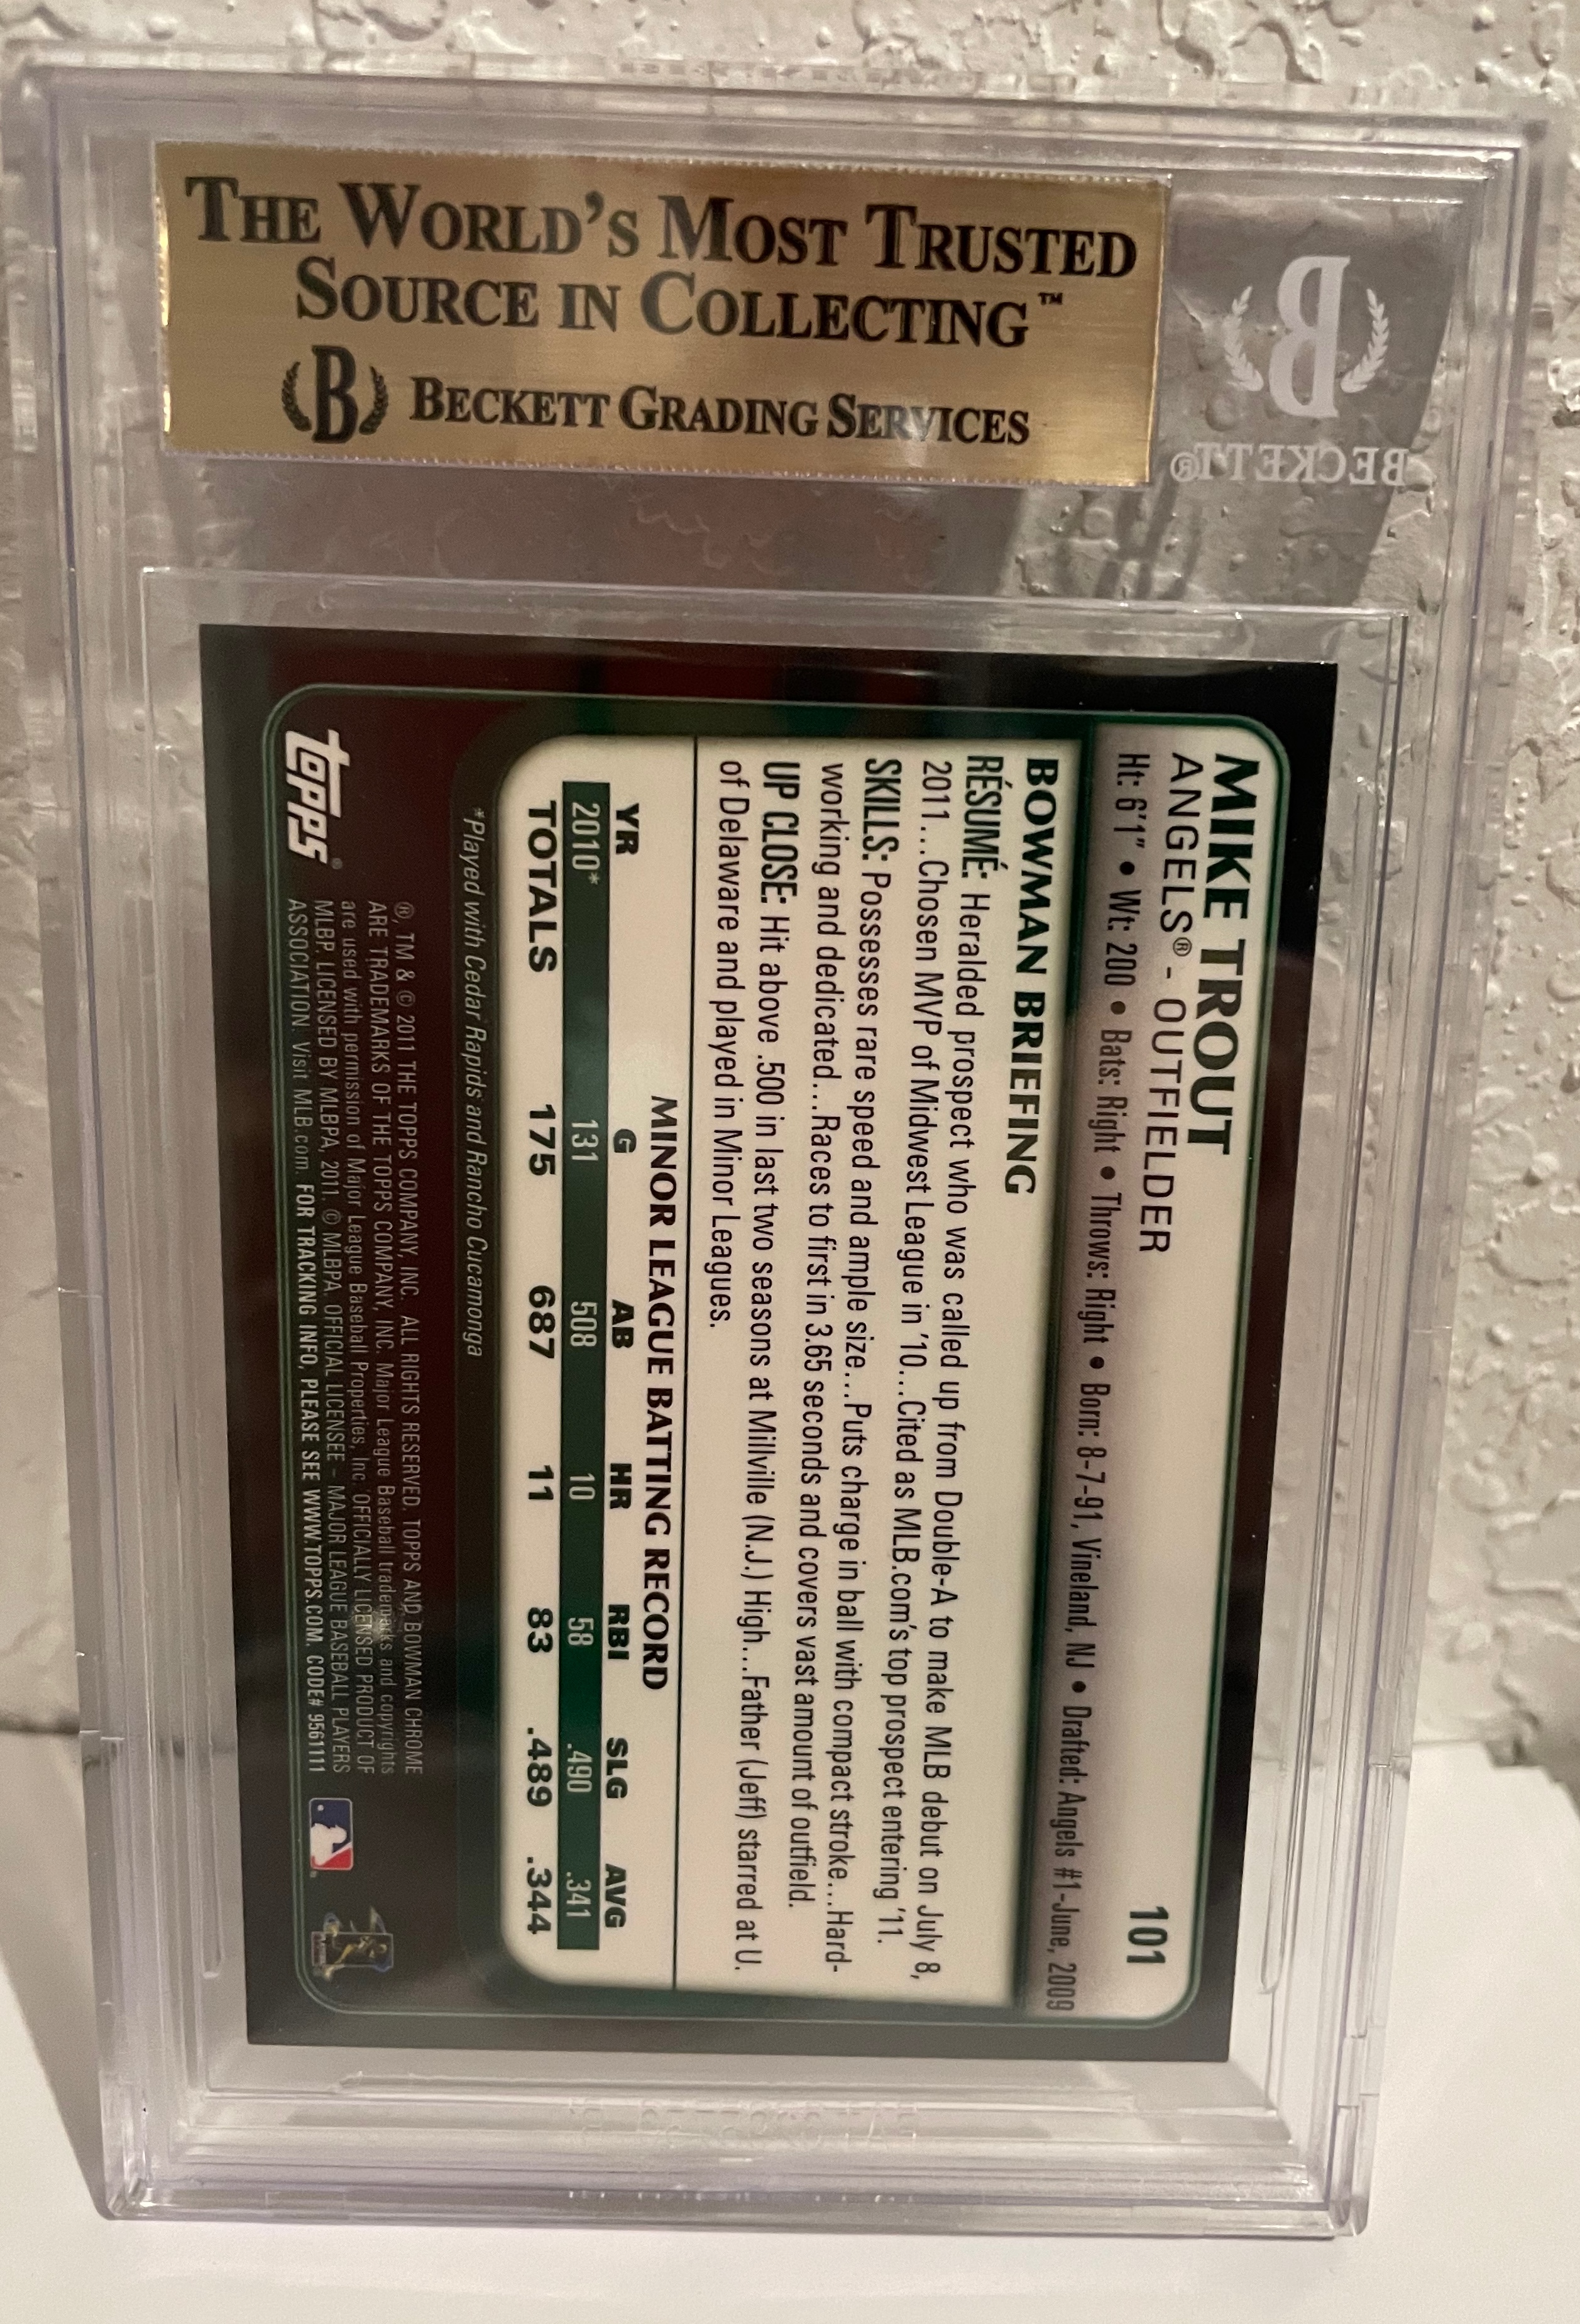 THE WORLD'S MOST TRUSTED
SOURCE IN COLLECTING™
B BECKETT GRADING SERVICES
B
BECKETT®
MIKE TROUT
101
ANGELS® - OUTFIELDER
Ht: 6'1" • Wt: 200 • Bats: Right • Throws: Right • Born: 8-7-91, Vineland, NJ • Drafted: Angels #1-June, 2009
BOWMAN BRIEFING
RÉSUMÉ: Heralded prospect who was called up from Double-A to make MLB debut on July 8,
2011...Chosen MVP of Midwest League in '10...Cited as MLB.com's top prospect entering '11.
SKILLS: Possesses rare speed and ample size...Puts charge in ball with compact stroke...Hard-
working and dedicated...Races to first in 3.65 seconds and covers vast amount of outfield.
UP CLOSE: Hit above .500 in last two seasons at Millville (N.J.) High...Father (Jeff) starred at U.
of Delaware and played in Minor Leagues.
MINOR LEAGUE BATTING RECORD
YR G AB HR RBI SLG AVG
2010* 131 508 10 58 .490 .341
TOTALS 175 687 11 83 .489 .344
*Played with Cedar Rapids and Rancho Cucamonga
topps®
®, TM & © 2011 THE TOPPS COMPANY, INC. ALL RIGHTS RESERVED. TOPPS AND BOWMAN CHROME
ARE TRADEMARKS OF THE TOPPS COMPANY, INC. Major League Baseball trademarks and copyrights
are used with permission of Major League Baseball Properties, Inc. OFFICIALLY LICENSED PRODUCT OF
MLBP. LICENSED BY MLBPA, 2011. © MLBPA. OFFICIAL LICENSEE – MAJOR LEAGUE BASEBALL PLAYERS
ASSOCIATION. Visit MLB.com. FOR TRACKING INFO, PLEASE SEE WWW.TOPPS.COM. CODE# 956111